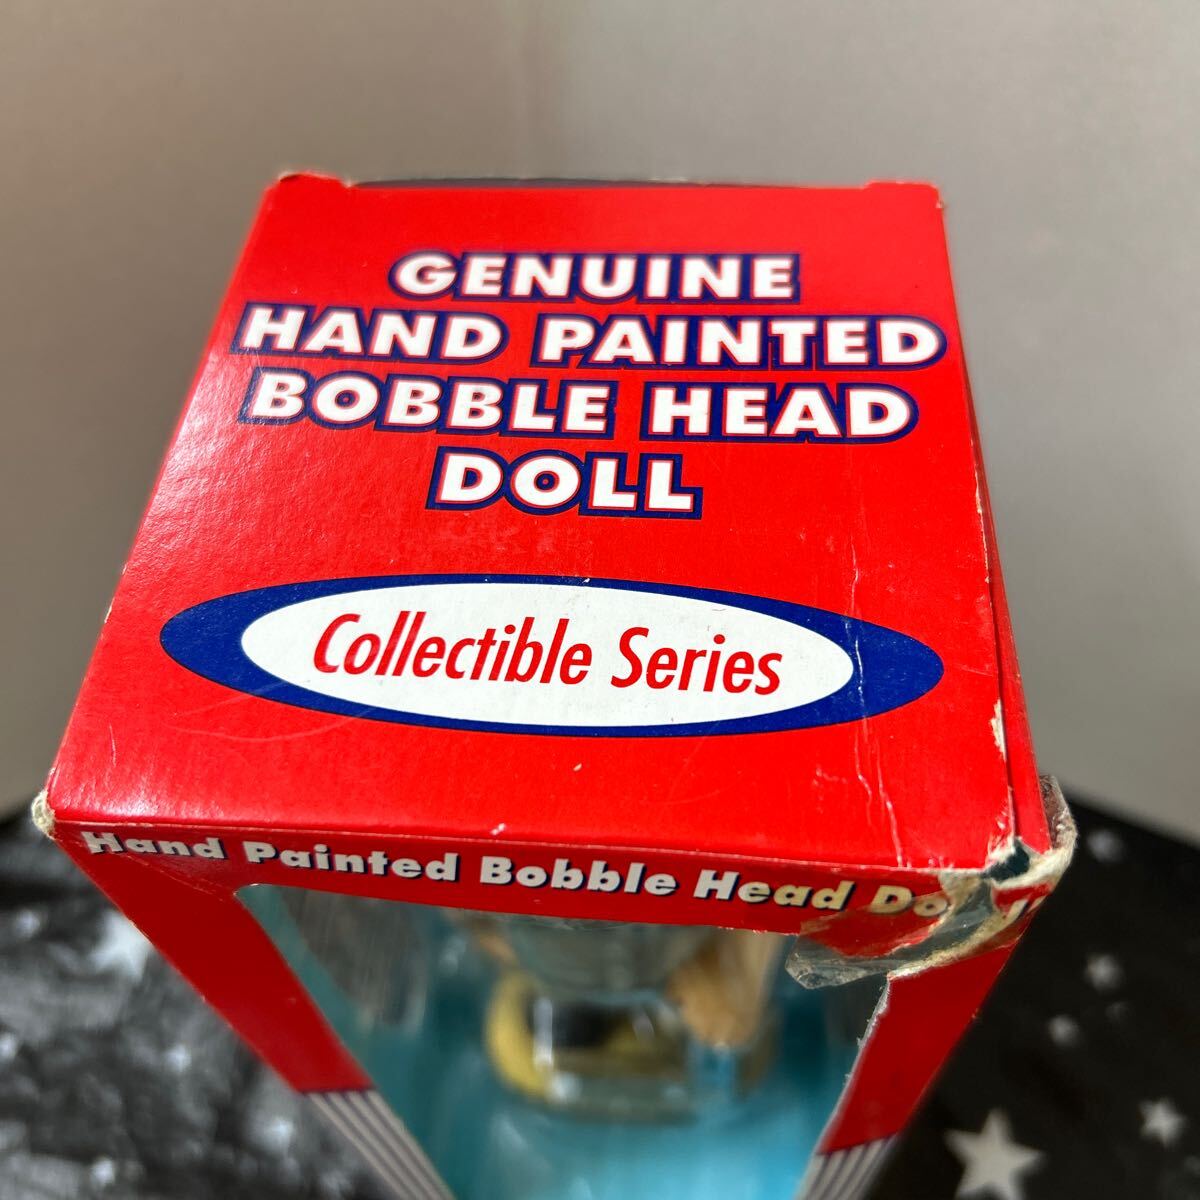 GENUINE
HAND PAINTED
BOBBLE HEAD
DOLL
Collectible Series
Hand Painted Bobble Head